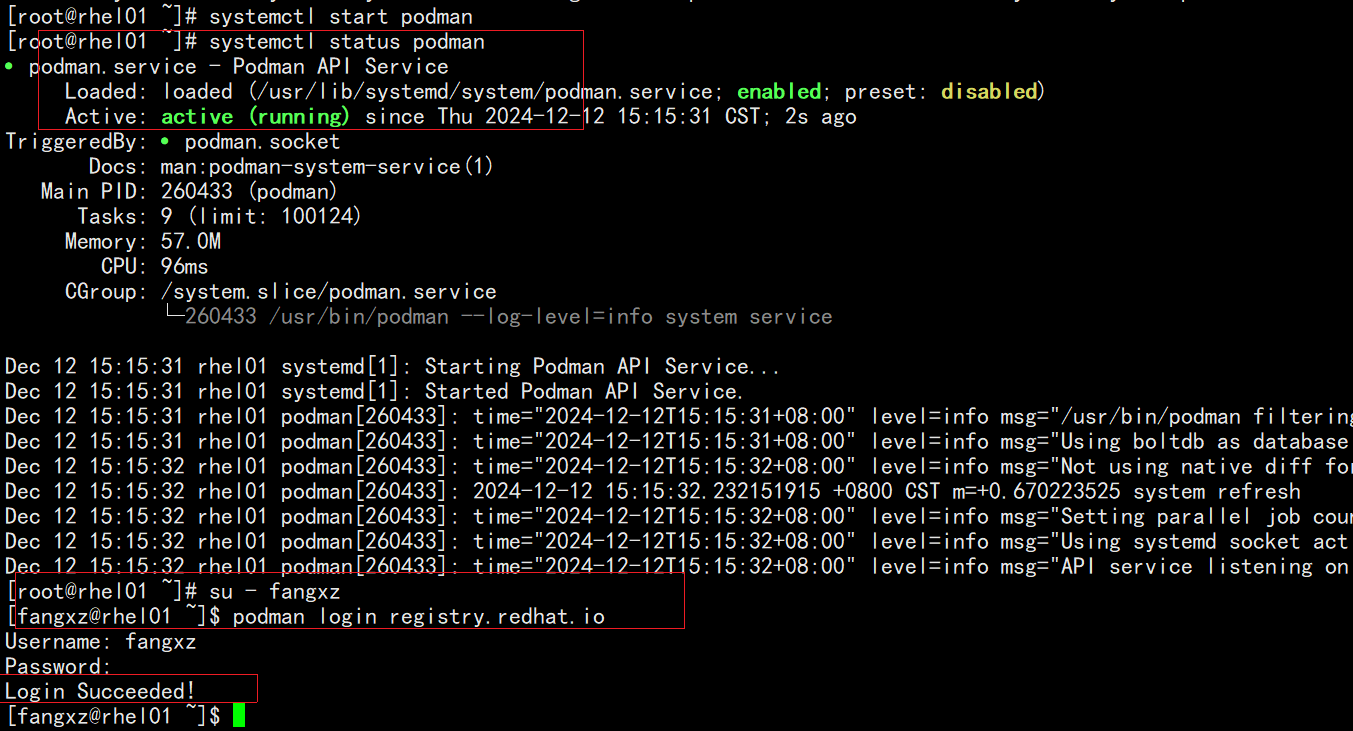 [root@rhel01 ~]# systemctl start podman
[root@rhel01 ~]# systemctl status podman
● podman.service - Podman API Service
Loaded: loaded (/usr/lib/systemd/system/podman.service; enabled; preset: disabled)
Active: active (running) since Thu 2024-12-12 15:15:31 CST; 2s ago
TriggeredBy: ● podman.socket
Docs: man:podman-system-service(1)
Main PID: 260433 (podman)
Tasks: 9 (limit: 100124)
Memory: 57.0M
CPU: 96ms
CGroup: /system.slice/podman.service
└─260433 /usr/bin/podman --log-level=info system service
Dec 12 15:15:31 rhel01 systemd[1]: Starting Podman API Service...
Dec 12 15:15:31 rhel01 systemd[1]: Started Podman API Service.
Dec 12 15:15:31 rhel01 podman[260433]: time="2024-12-12T15:15:31+08:00" level=info msg="/usr/bin/podman filtering
Dec 12 15:15:31 rhel01 podman[260433]: time="2024-12-12T15:15:31+08:00" level=info msg="Using boltdb as database
Dec 12 15:15:32 rhel01 podman[260433]: time="2024-12-12T15:15:32+08:00" level=info msg="Not using native diff fo
Dec 12 15:15:32 rhel01 podman[260433]: 2024-12-12 15:15:32.232151915 +0800 CST m=+0.670223525 system refresh
Dec 12 15:15:32 rhel01 podman[260433]: time="2024-12-12T15:15:32+08:00" level=info msg="Setting parallel job cou
Dec 12 15:15:32 rhel01 podman[260433]: time="2024-12-12T15:15:32+08:00" level=info msg="Using systemd socket act
Dec 12 15:15:32 rhel01 podman[260433]: time="2024-12-12T15:15:32+08:00" level=info msg="API service listening on
[root@rhel01 ~]# su - fangxz
[fangxz@rhel01 ~]$ podman login registry.redhat.io
Username: fangxz
Password:
Login Succeeded!
[fangxz@rhel01 ~]$